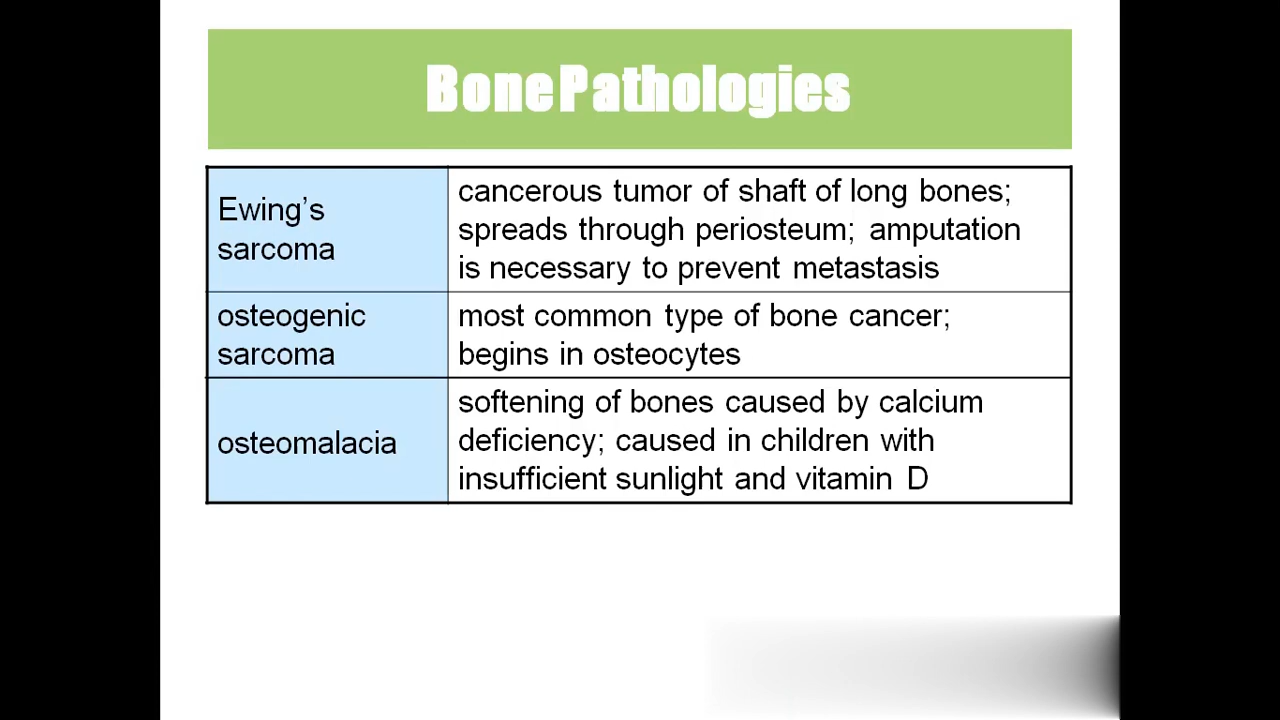 Bone Pathologies
Ewing’s
sarcoma
cancerous tumor of shaft of long bones;
spreads through periosteum; amputation
is necessary to prevent metastasis
osteogenic
sarcoma
most common type of bone cancer;
begins in osteocytes
osteomalacia
softening of bones caused by calcium
deficiency; caused in children with
insufficient sunlight and vitamin D